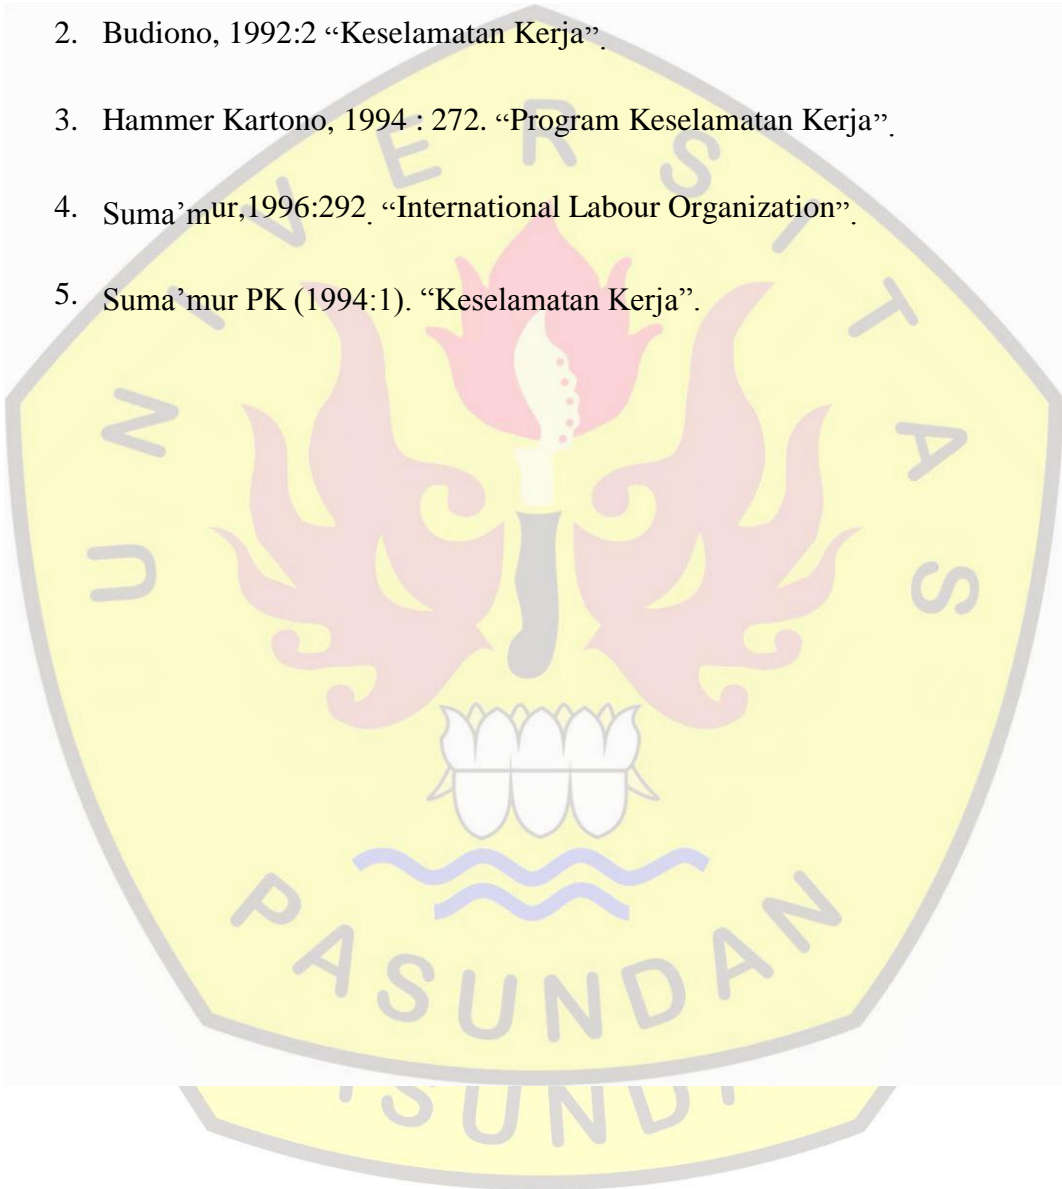 2. Budiono, 1992:2 “Keselamatan Kerja”.
3. Hammer Kartono, 1994 : 272. “Program Keselamatan Kerja”.
4. Suma’mur,1996:292. “International Labour Organization”.
5. Suma’mur PK (1994:1). “Keselamatan Kerja”.
UNIVERSITAS
PASUNDAN